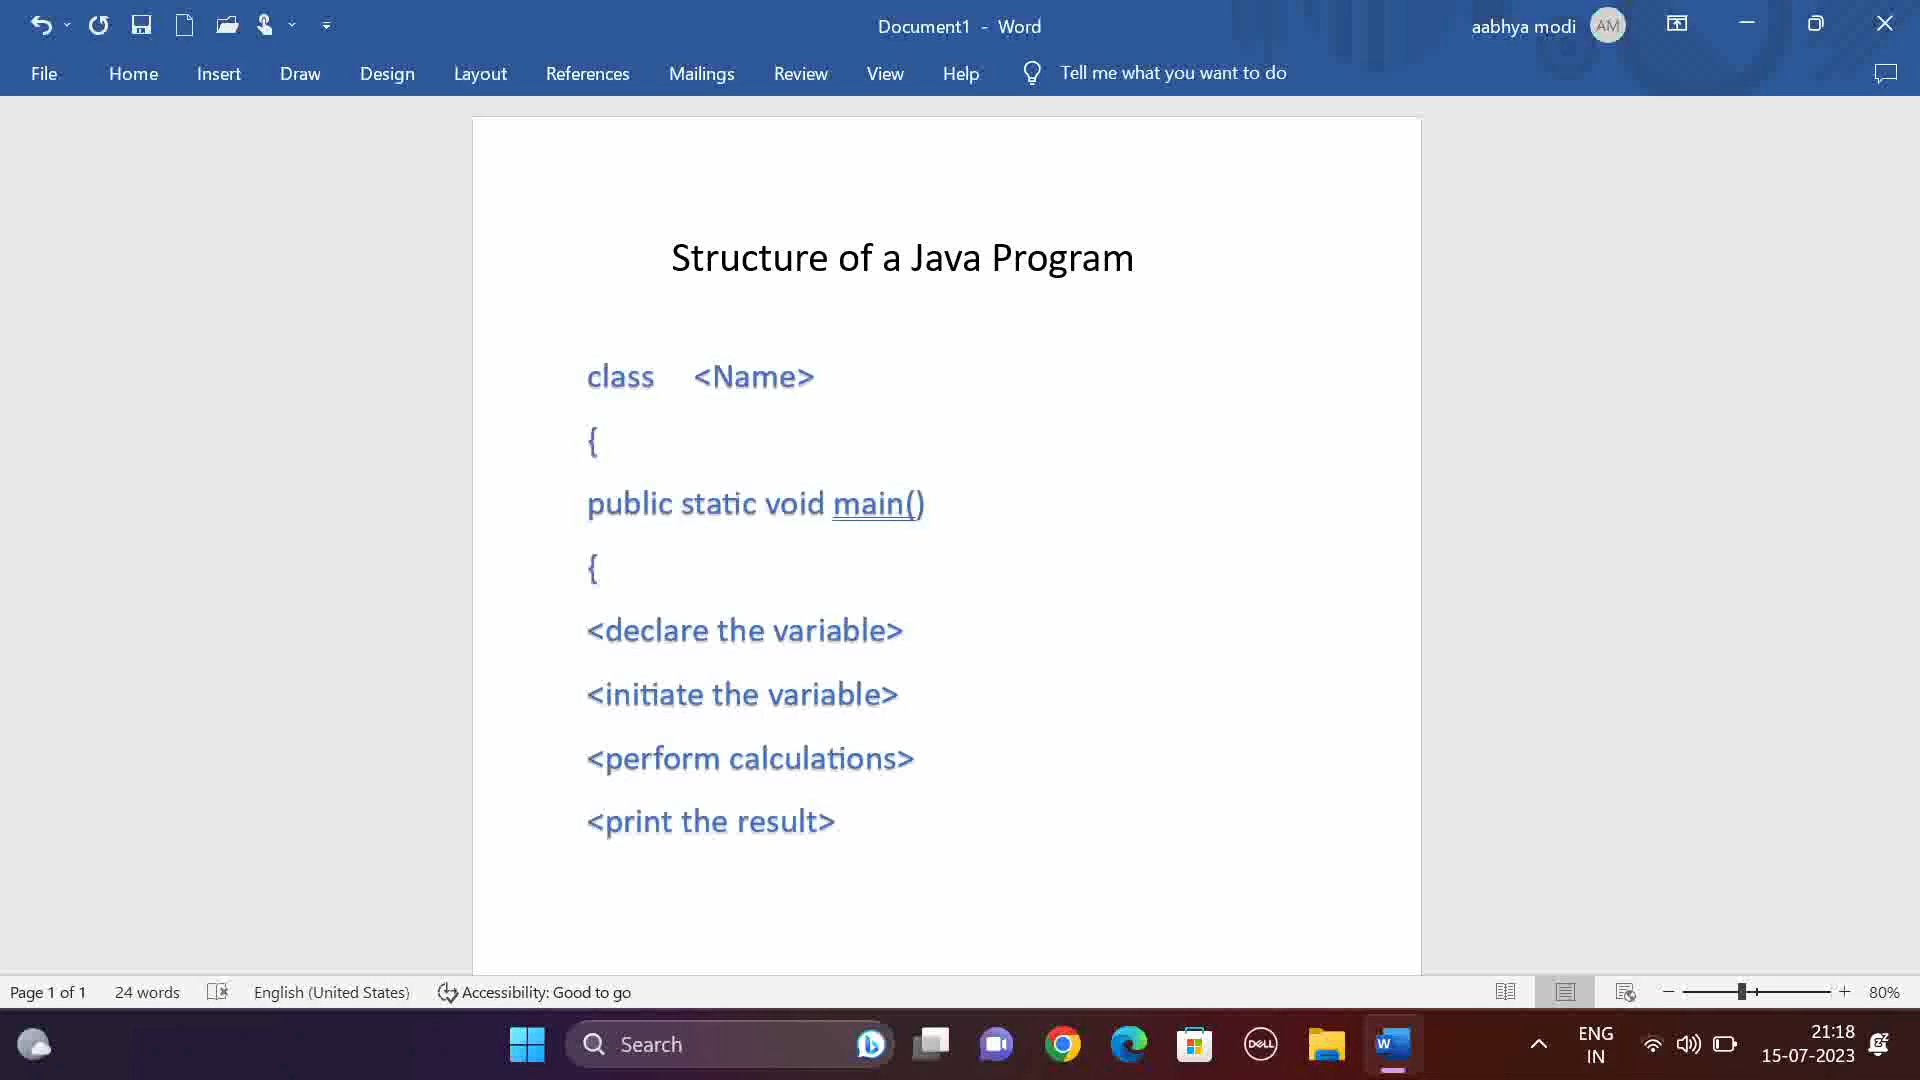 Document1 - Word
aabhya modi AM
File Home Insert Draw Design Layout References Mailings Review View Help Tell me what you want to do
Structure of a Java Program
class <Name>
{
public static void main()
{
<declare the variable>
<initiate the variable>
<perform calculations>
<print the result>
Page 1 of 1 24 words English (United States) Accessibility: Good to go 80%
Search
DELL
W
ENG
IN
21:18
15-07-2023